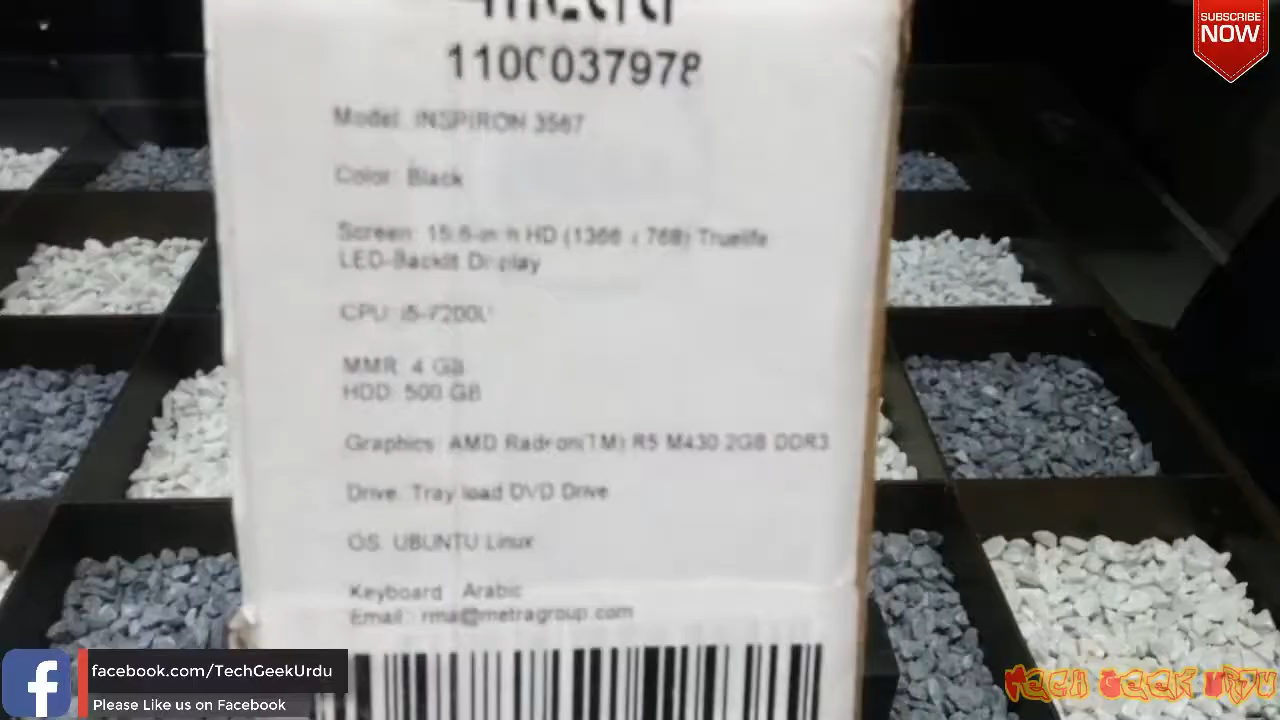 SUBSCRIBE
NOW
metra
1100037978
Model: INSPIRON 3567
Color: Black
Screen: 15.6-inch HD (1366 x 768) Truelife
LED-Backlit Display
CPU: i5-7200U
MMR: 4 GB
HDD: 500 GB
Graphics: AMD Radeon(TM) R5 M430 2GB DDR3
Drive: Tray load DVD Drive
OS: UBUNTU Linux
Keyboard : Arabic
Email : rma@metragroup.com
facebook.com/TechGeekUrdu
Please Like us on Facebook
TECH GEEK URDU